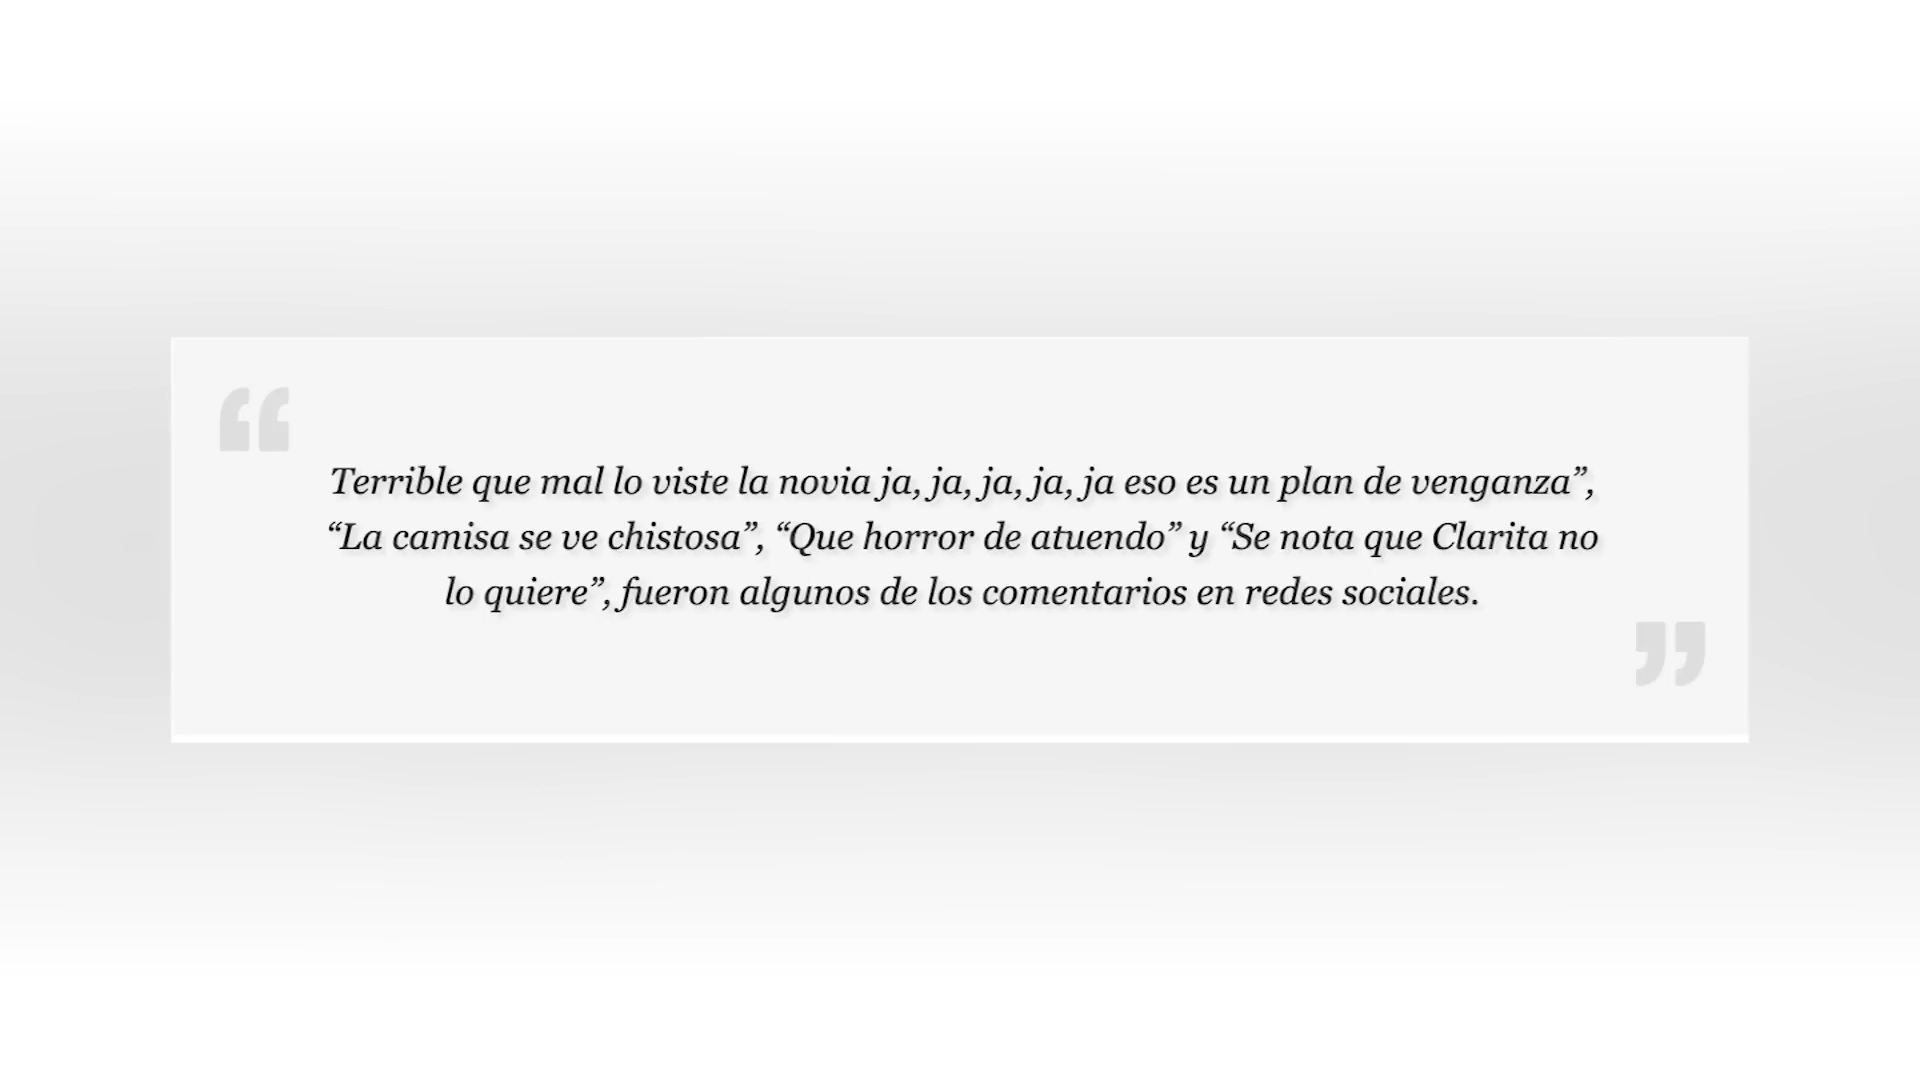 Terrible que mal lo viste la novia ja, ja, ja, ja, ja eso es un plan de venganza”,
“La camisa se ve chistosa”, “Que horror de atuendo” y “Se nota que Clarita no
lo quiere”, fueron algunos de los comentarios en redes sociales.